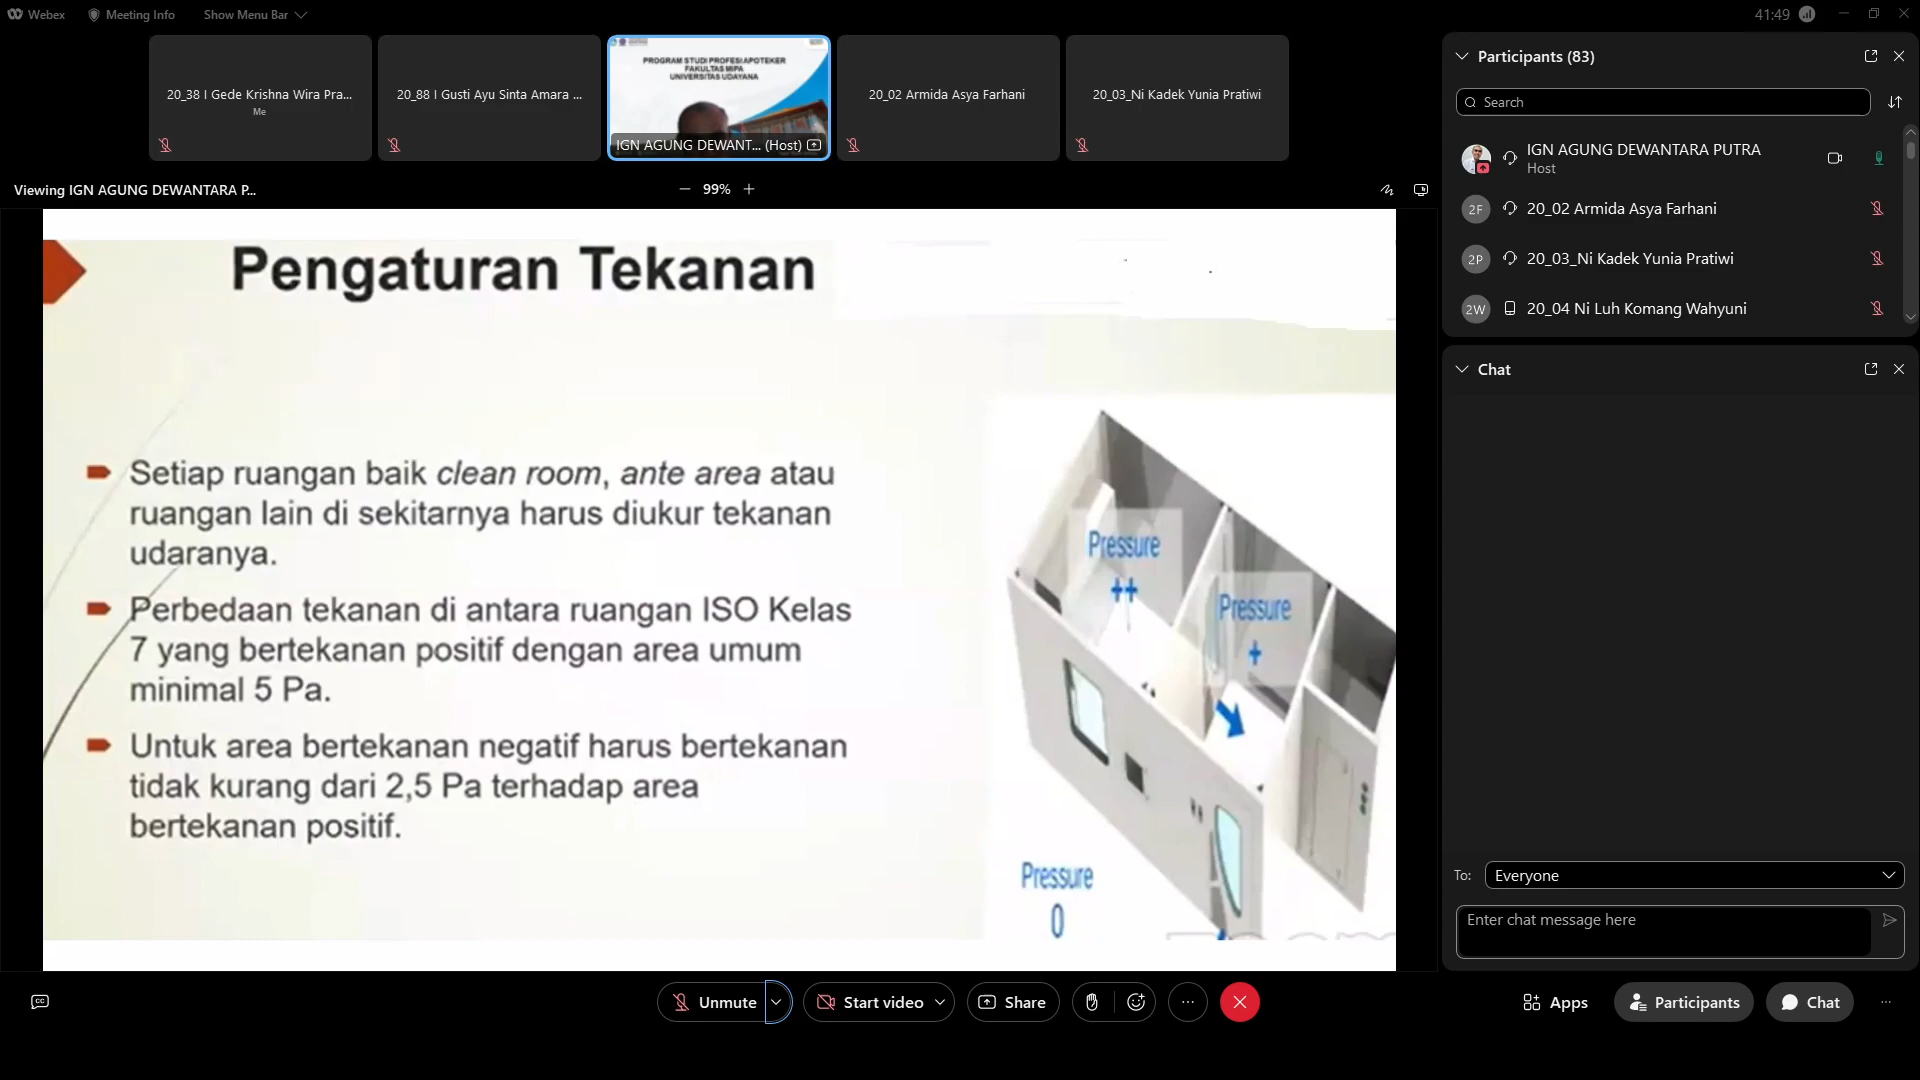 Webex
Meeting Info
Show Menu Bar
41:49
20_38 I Gede Krishna Wira Pra...
Me
20_88 I Gusti Ayu Sinta Amara ...
PROGRAM STUDI PROFESI APOTEKER
FAKULTAS MIPA
UNIVERSITAS UDAYANA
IGN AGUNG DEWANT... (Host)
20_02 Armida Asya Farhani
20_03_Ni Kadek Yunia Pratiwi
Viewing IGN AGUNG DEWANTARA P...
99%
Pengaturan Tekanan
Setiap ruangan baik clean room, ante area atau
ruangan lain di sekitarnya harus diukur tekanan
udaranya.
Perbedaan tekanan di antara ruangan ISO Kelas
7 yang bertekanan positif dengan area umum
minimal 5 Pa.
Untuk area bertekanan negatif harus bertekanan
tidak kurang dari 2,5 Pa terhadap area
bertekanan positif.
Pressure
++
Pressure
+
Pressure
0
Participants (83)
Search
IGN AGUNG DEWANTARA PUTRA
Host
2F
20_02 Armida Asya Farhani
2P
20_03_Ni Kadek Yunia Pratiwi
2W
20_04 Ni Luh Komang Wahyuni
Chat
To:
Everyone
Enter chat message here
CC
Unmute
Start video
Share
Apps
Participants
Chat